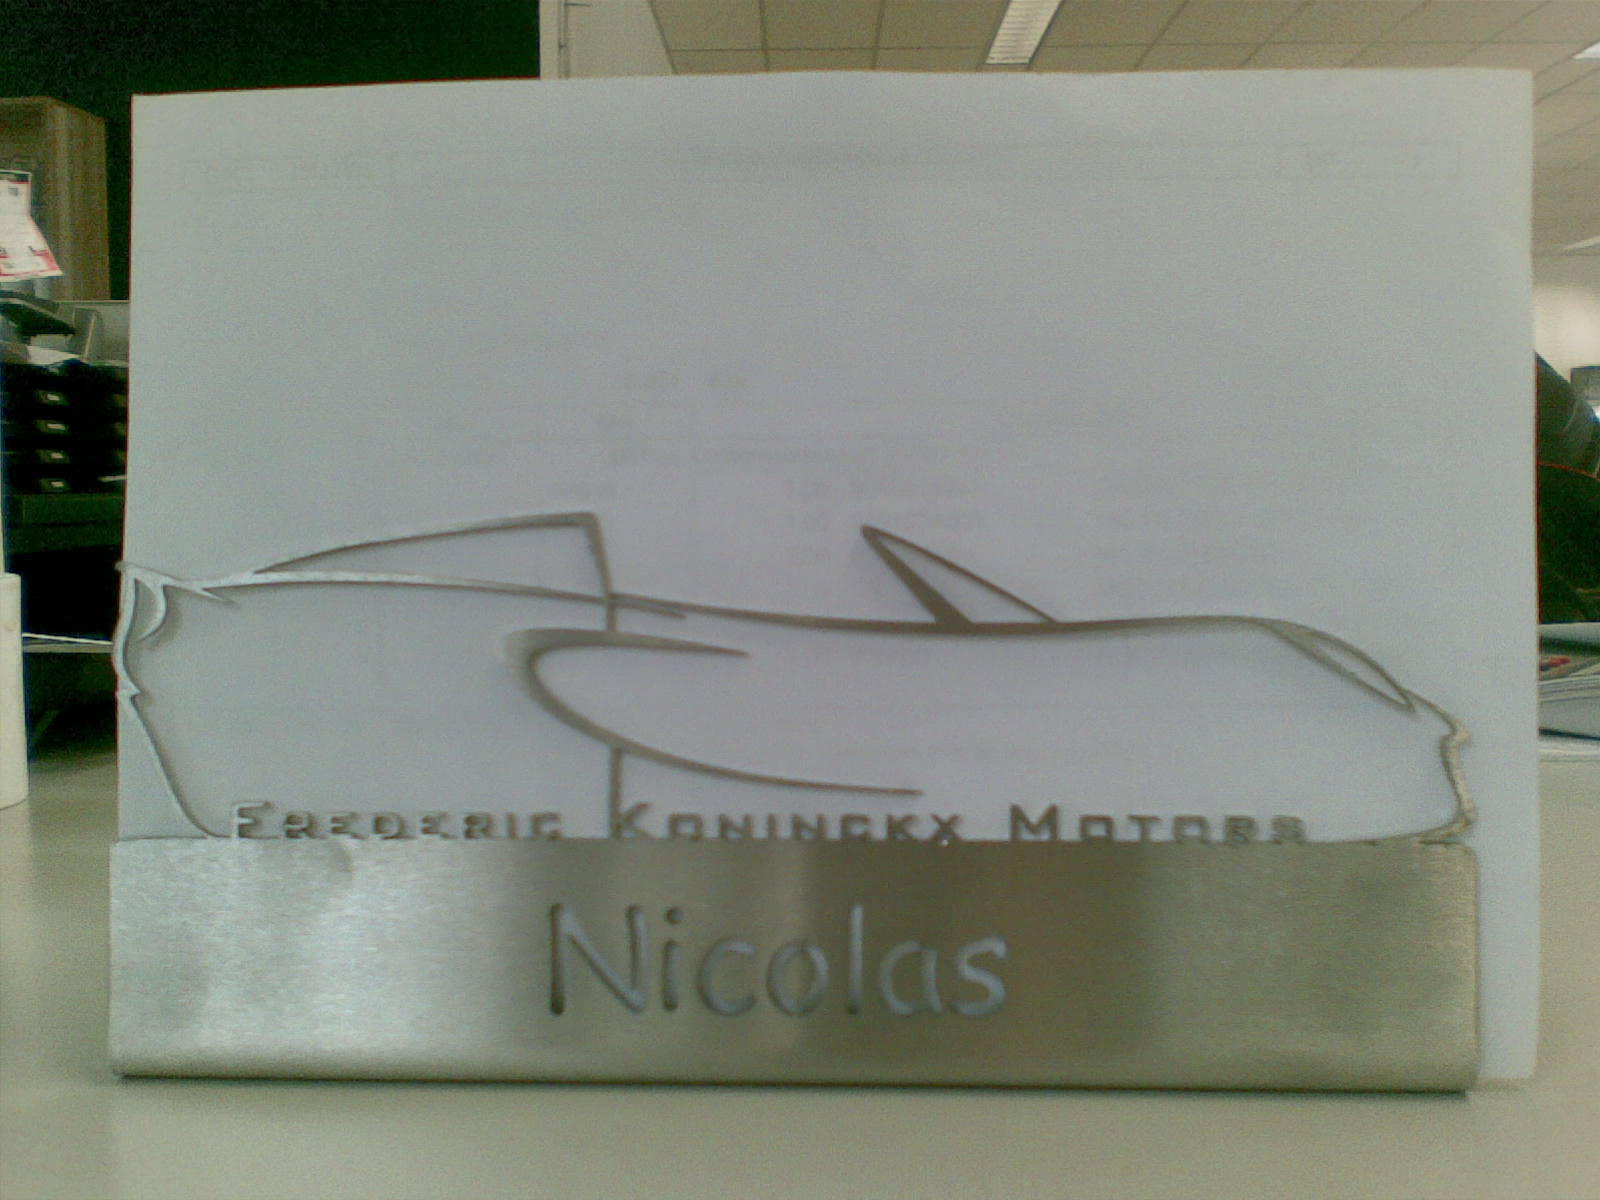 Frederic Koninckx Motors
Nicolas